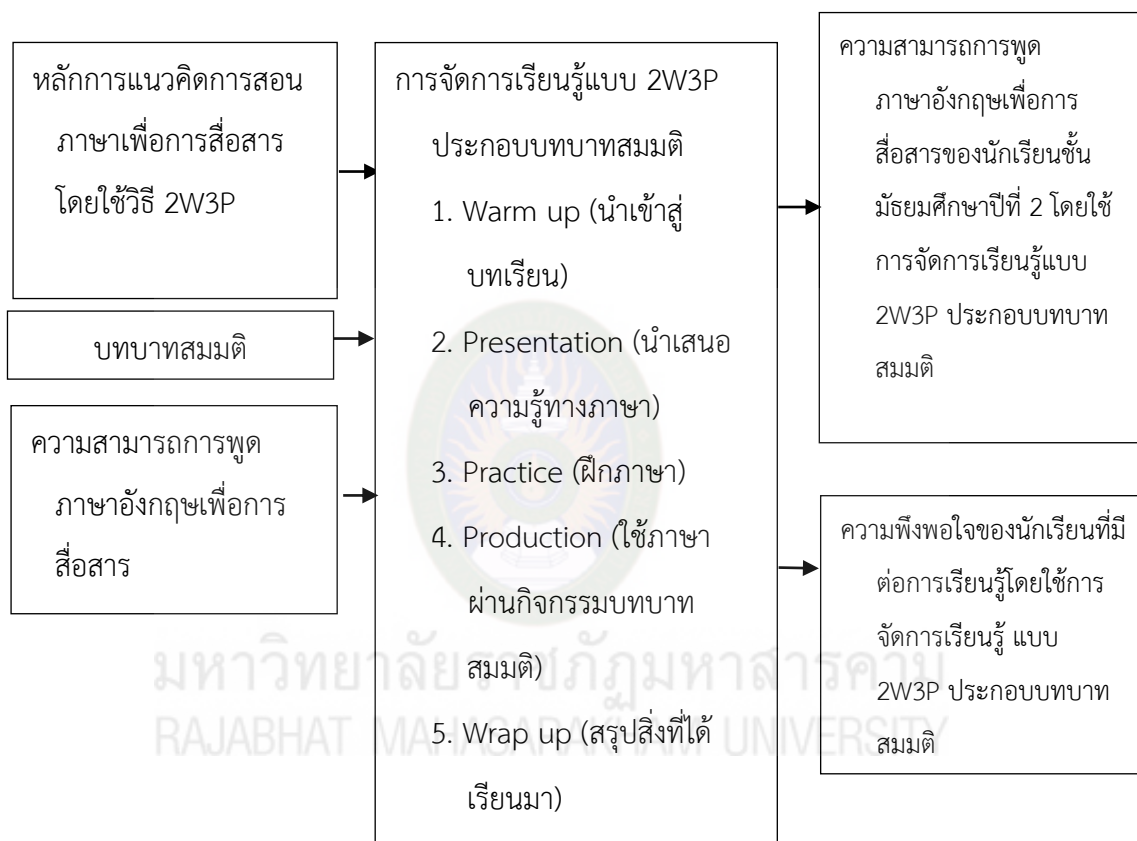 หลักการแนวคิดการสอน
ภาษาเพื่อการสื่อสาร
โดยใช้วิธี 2W3P
บทบาทสมมติ
ความสามารถการพูด
ภาษาอังกฤษเพื่อการ
สื่อสาร
การจัดการเรียนรู้แบบ 2W3P
ประกอบบทบาทสมมติ
1. Warm up (นำเข้าสู่
บทเรียน)
2. Presentation (นำเสนอ
ความรู้ทางภาษา)
3. Practice (ฝึกภาษา)
4. Production (ใช้ภาษา
ผ่านกิจกรรมบทบาท
สมมติ)
5. Wrap up (สรุปสิ่งที่ได้
เรียนมา)
ความสามารถการพูด
ภาษาอังกฤษเพื่อการ
สื่อสารของนักเรียนชั้น
มัธยมศึกษาปีที่ 2 โดยใช้
การจัดการเรียนรู้แบบ
2W3P ประกอบบทบาท
สมมติ
ความพึงพอใจของนักเรียนที่มี
ต่อการเรียนรู้โดยใช้การ
จัดการเรียนรู้ แบบ
2W3P ประกอบบทบาท
สมมติ
มหาวิทยาลัยราชภัฏมหาสารคาม
RAJABHAT MAHASARAKHAM UNIVERSITY